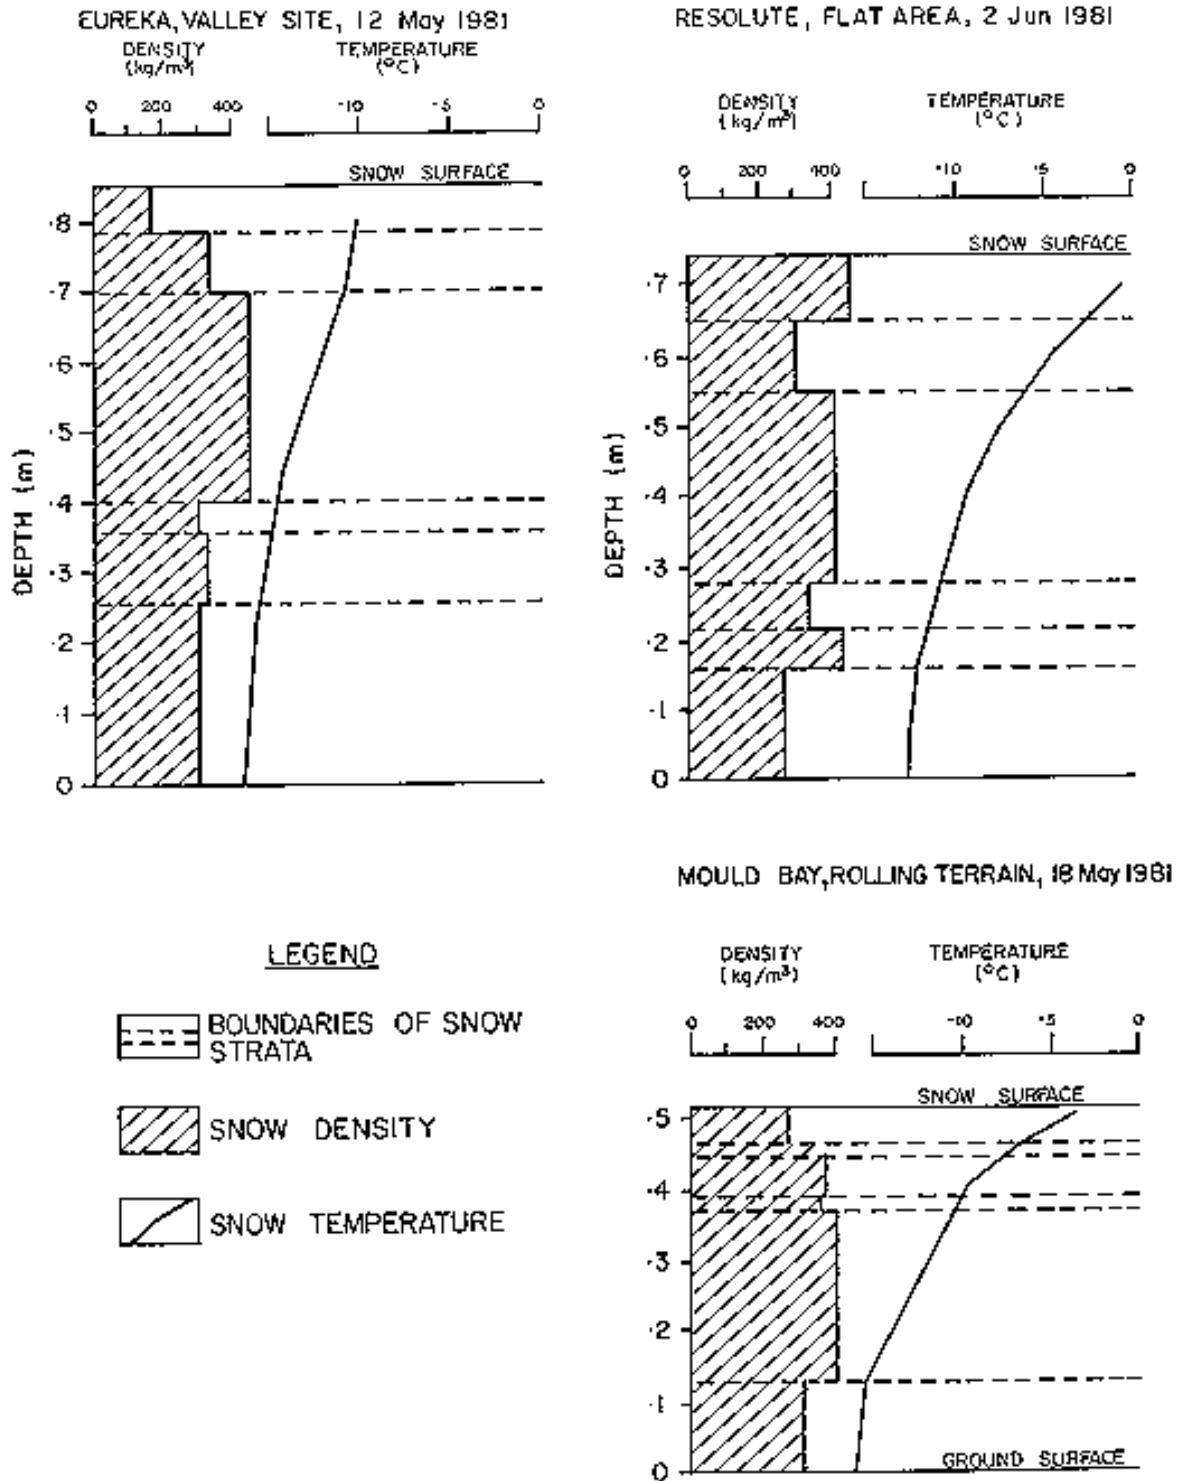 EUREKA, VALLEY SITE, 12 May 1981
DENSITY
(kg/m³)
TEMPERATURE
(°C)
0 200 400
-10 -5 0
SNOW SURFACE
.8
.7
.6
.5
.4
.3
.2
.1
0
DEPTH (m)
RESOLUTE, FLAT AREA, 2 Jun 1981
DENSITY
(kg/m³)
TEMPERATURE
(°C)
0 200 400
-10 -5 0
SNOW SURFACE
.7
.6
.5
.4
.3
.2
.1
0
DEPTH (m)
LEGEND
BOUNDARIES OF SNOW
STRATA
SNOW DENSITY
SNOW TEMPERATURE
MOULD BAY, ROLLING TERRAIN, 18 May 1981
DENSITY
(kg/m³)
TEMPERATURE
(°C)
0 200 400
-10 -5 0
SNOW SURFACE
.5
.4
.3
.2
.1
0
GROUND SURFACE